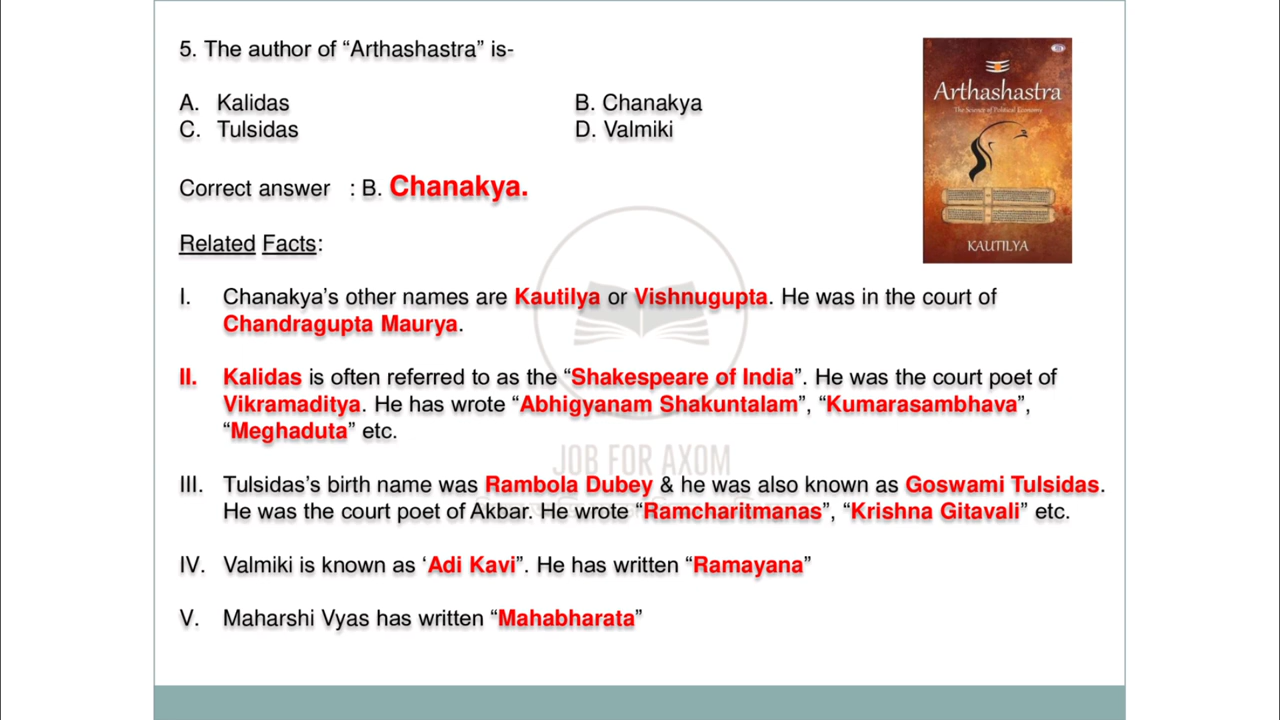 5. The author of “Arthashastra” is-
A. Kalidas
B. Chanakya
C. Tulsidas
D. Valmiki
Correct answer : B. Chanakya.
Related Facts:
I. Chanakya’s other names are Kautilya or Vishnugupta. He was in the court of
Chandragupta Maurya.
II. Kalidas is often referred to as the “Shakespeare of India”. He was the court poet of
Vikramaditya. He has wrote “Abhigyanam Shakuntalam”, “Kumarasambhava”,
“Meghaduta” etc.
III. Tulsidas’s birth name was Rambola Dubey & he was also known as Goswami Tulsidas.
He was the court poet of Akbar. He wrote “Ramcharitmanas”, “Krishna Gitavali” etc.
IV. Valmiki is known as ‘Adi Kavi”. He has written “Ramayana”
V. Maharshi Vyas has written “Mahabharata”
Arthashastra
The Science of Political Economy
KAUTILYA
JOB FOR AXOM